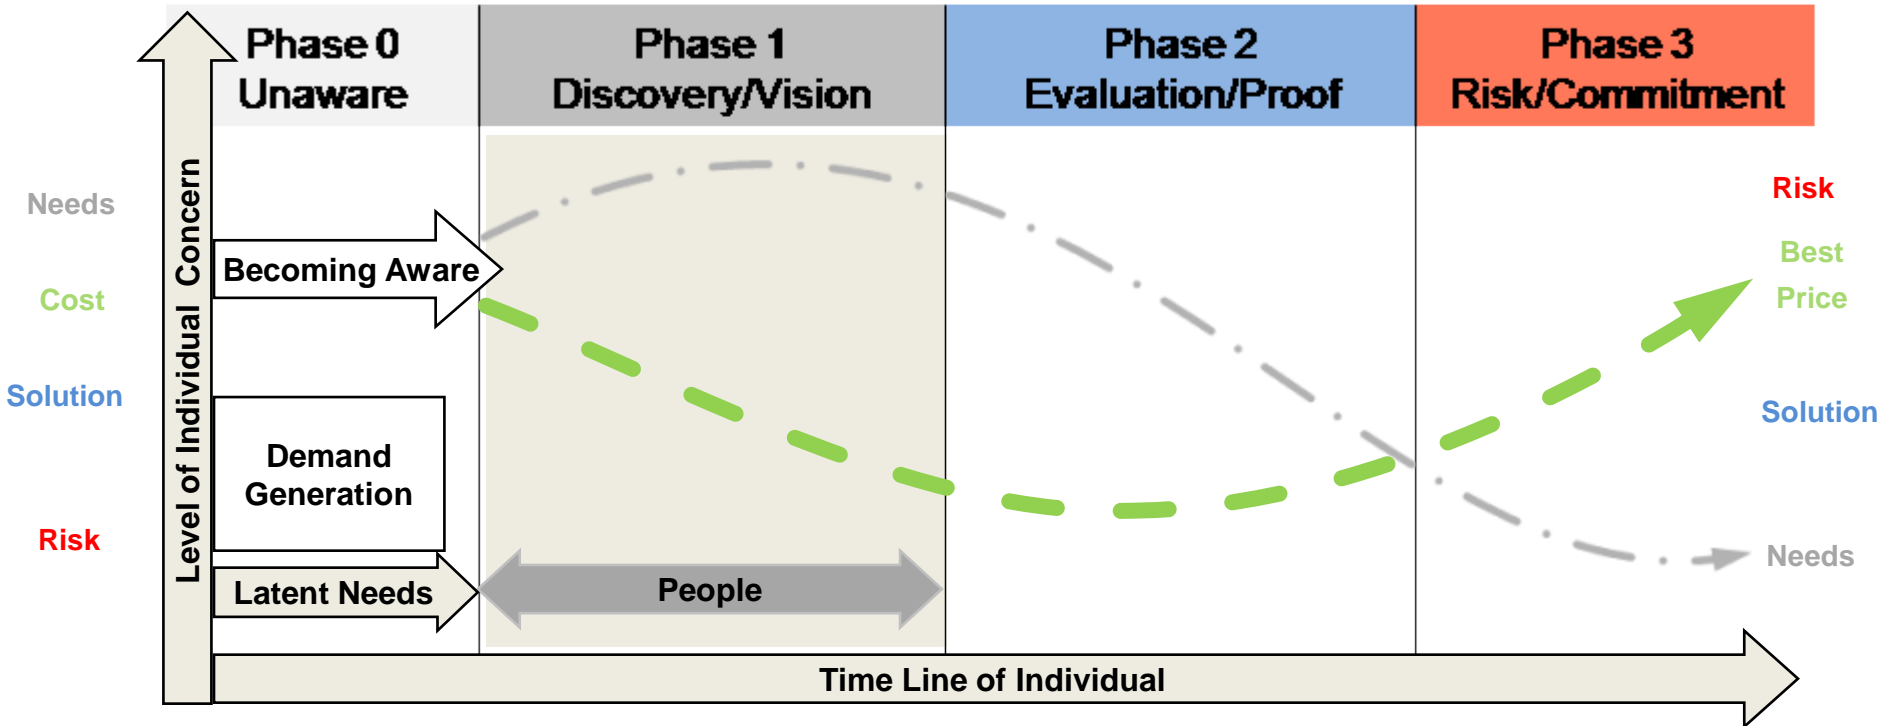 Phase 0
Unaware
Phase 1
Discovery/Vision
Phase 2
Evaluation/Proof
Phase 3
Risk/Commitment
Level of Individual Concern
Needs
Cost
Solution
Risk
Becoming Aware
Demand
Generation
Latent Needs
People
Risk
Best
Price
Solution
Needs
Time Line of Individual